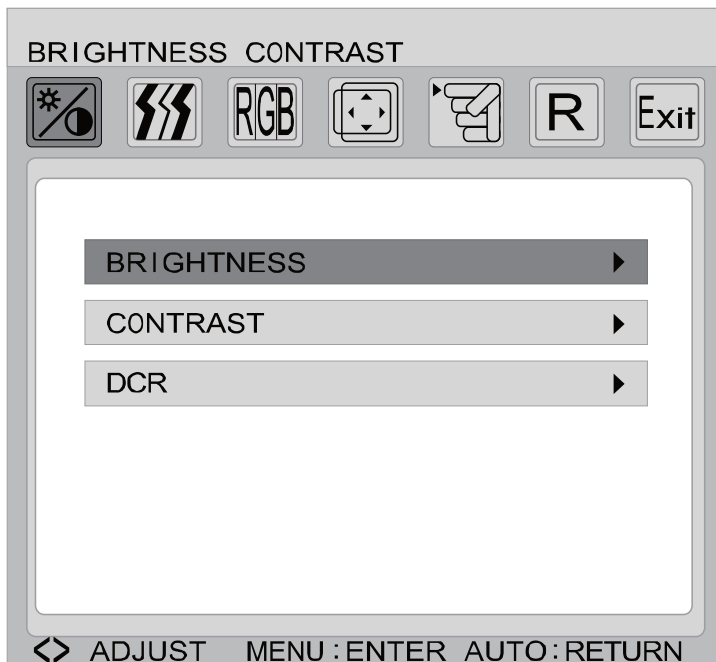 BRIGHTNESS CONTRAST
RGB R Exit
BRIGHTNESS
CONTRAST
DCR
<> ADJUST MENU:ENTER AUTO:RETURN